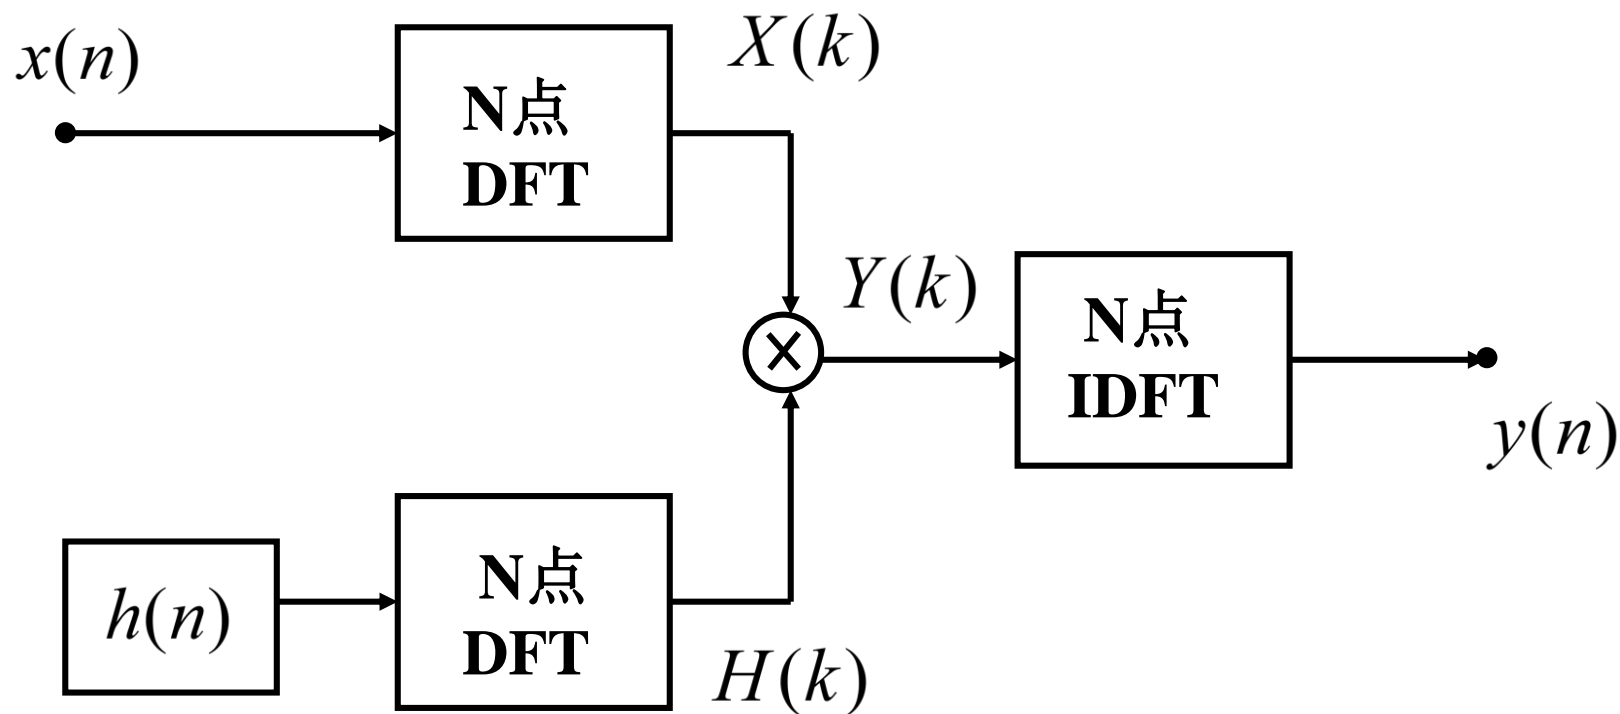 x(n)
N点
DFT
X(k)
Y(k)
N点
IDFT
y(n)
h(n)
N点
DFT
H(k)